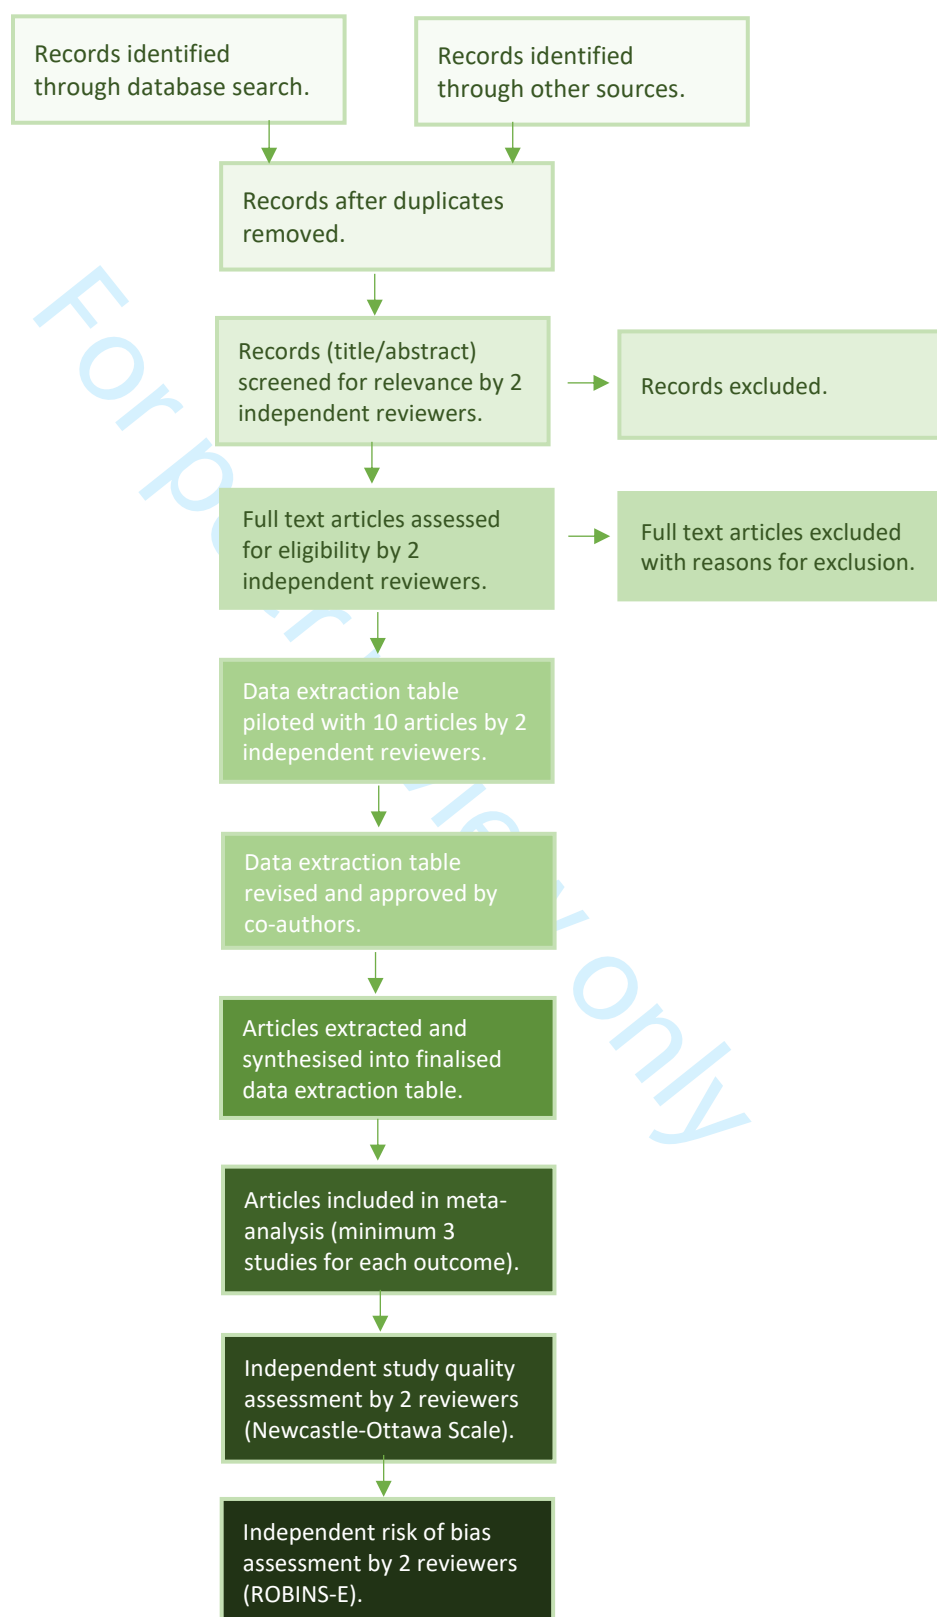 Records identified
through database search.
Records identified
through other sources.
Records after duplicates
removed.
Records (title/abstract)
screened for relevance by 2
independent reviewers.
Records excluded.
Full text articles assessed
for eligibility by 2
independent reviewers.
Full text articles excluded
with reasons for exclusion.
Data extraction table
piloted with 10 articles by 2
independent reviewers.
Data extraction table
revised and approved by
co-authors.
Articles extracted and
synthesised into finalised
data extraction table.
Articles included in meta-
analysis (minimum 3
studies for each outcome).
Independent study quality
assessment by 2 reviewers
(Newcastle-Ottawa Scale).
Independent risk of bias
assessment by 2 reviewers
(ROBINS-E).
For peer review only